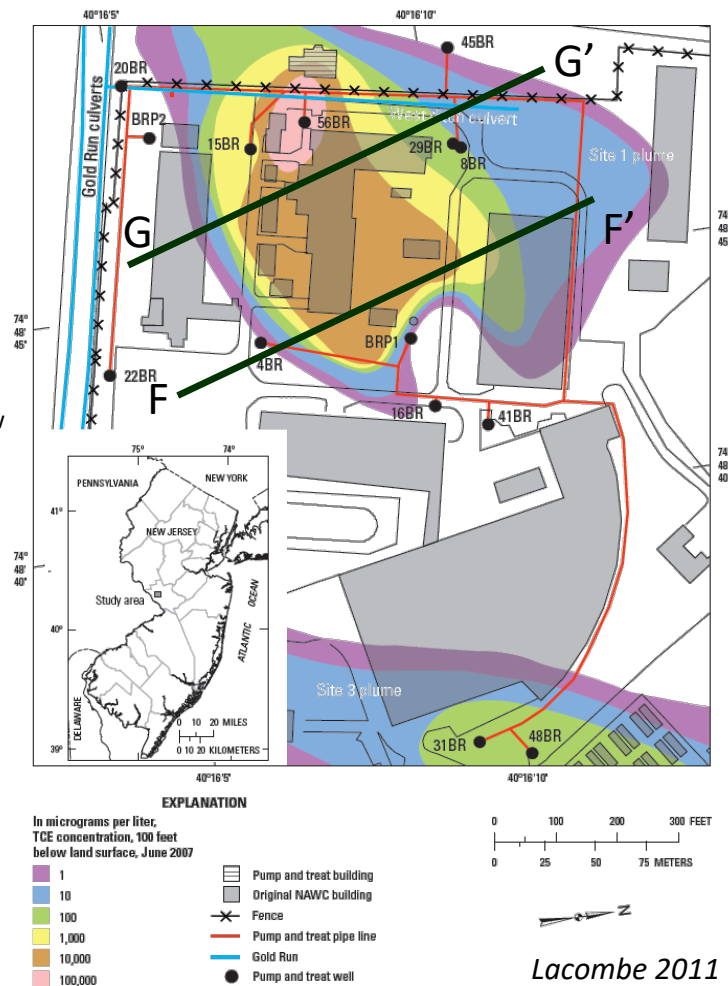 40°16'5"
40°16'10"
45BR
G'
20BR
BRP2
56BR
West Run culvert
15BR
29BR
8BR
Site 1 plume
Gold Run culverts
G
F'
74°
48'
45"
74°
48'
45"
BRP1
4BR
22BR
F
16BR
41BR
74°
48'
40"
75°
74°
PENNSYLVANIA
NEW YORK
41°
NEW JERSEY
Study area
40°
ATLANTIC OCEAN
DELAWARE
0 10 20 MILES
0 10 20 KILOMETERS
39°
74°
48'
40"
Site 3 plume
31BR
48BR
40°16'5"
40°16'10"
EXPLANATION
In micrograms per liter,
TCE concentration, 100 feet
below land surface, June 2007
1
10
100
1,000
10,000
100,000
Pump and treat building
Original NAWC building
Fence
Pump and treat pipe line
Gold Run
Pump and treat well
0 100 200 300 FEET
0 25 50 75 METERS
N
Lacombe 2011